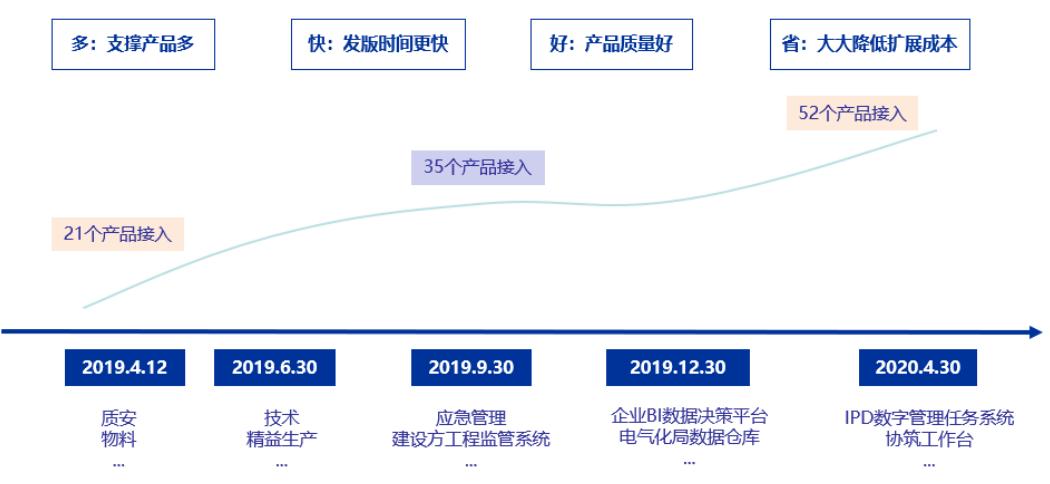 多：支撑产品多
快：发版时间更快
好：产品质量好
省：大大降低扩展成本
52个产品接入
35个产品接入
21个产品接入
2019.4.12
2019.6.30
2019.9.30
2019.12.30
2020.4.30
质安
物料
...
技术
精益生产
...
应急管理
建设方工程监管系统
...
企业BI数据决策平台
电气化局数据仓库
...
IPD数字管理任务系统
协筑工作台
...